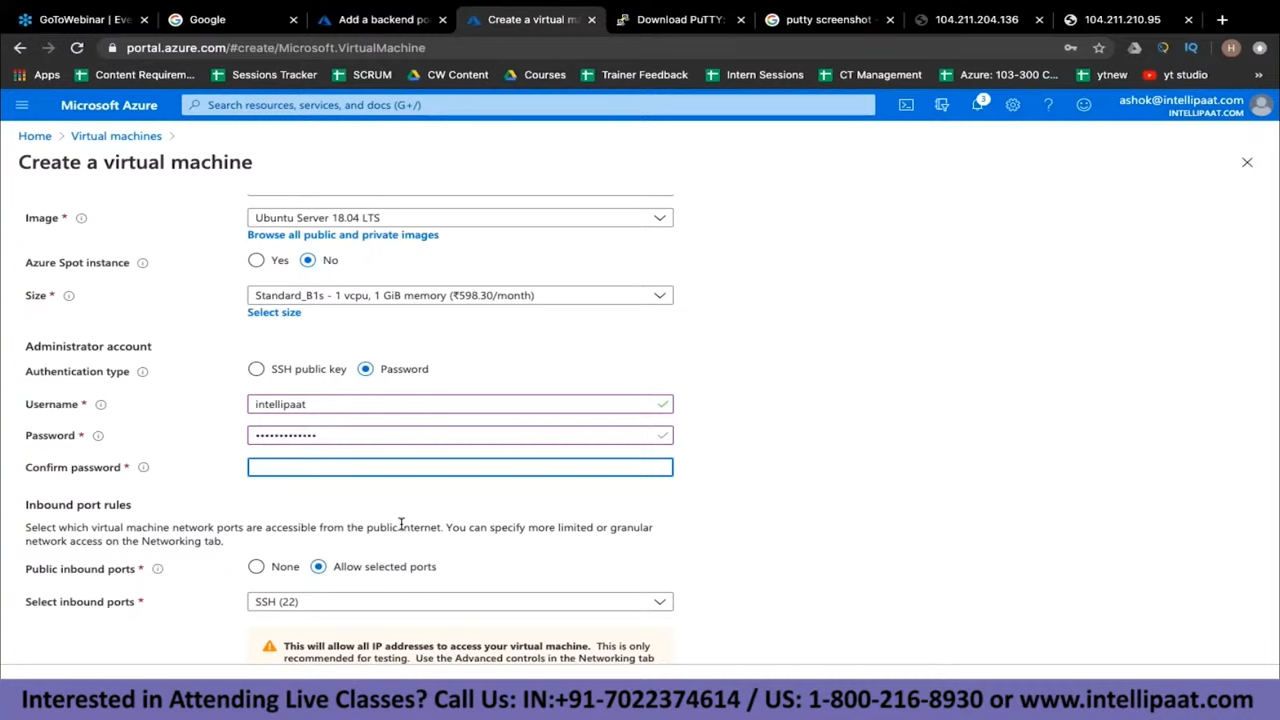 GoToWebinar | Eve
Google
Add a backend po
Create a virtual ma
Download PuTTY:
putty screenshot -
104.211.204.136
104.211.210.95
portal.azure.com/#create/Microsoft.VirtualMachine
Apps
Content Requirem...
Sessions Tracker
SCRUM
CW Content
Courses
Trainer Feedback
Intern Sessions
CT Management
Azure: 103-300 C...
ytnew
yt studio
»
Microsoft Azure
Search resources, services, and docs (G+/)
3
ashok@intellipaat.com
INTELLIPAAT.COM
Home > Virtual machines >
Create a virtual machine
Image *
Ubuntu Server 18.04 LTS
Browse all public and private images
Azure Spot instance
Yes
No
Size *
Standard_B1s - 1 vcpu, 1 GiB memory (₹598.30/month)
Select size
Administrator account
Authentication type
SSH public key
Password
Username *
intellipaat
Password *
•••••••••••••
Confirm password *
Inbound port rules
Select which virtual machine network ports are accessible from the public internet. You can specify more limited or granular
network access on the Networking tab.
Public inbound ports *
None
Allow selected ports
Select inbound ports *
SSH (22)
This will allow all IP addresses to access your virtual machine. This is only
recommended for testing. Use the Advanced controls in the Networking tab
Interested in Attending Live Classes? Call Us: IN:+91-7022374614 / US: 1-800-216-8930 or www.intellipaat.com